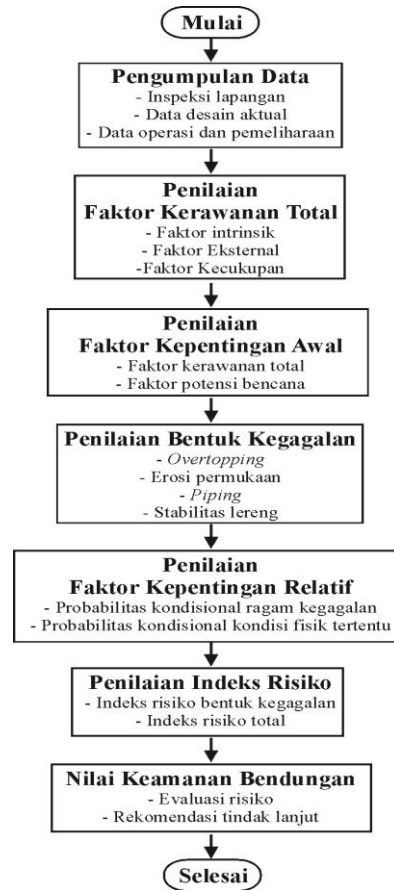 Mulai
Pengumpulan Data
- Inspeksi lapangan
- Data desain aktual
- Data operasi dan pemeliharaan
Penilaian
Faktor Kerawanan Total
- Faktor intrinsik
- Faktor Eksternal
-Faktor Kecukupan
Penilaian
Faktor Kepentingan Awal
- Faktor kerawanan total
- Faktor potensi bencana
Penilaian Bentuk Kegagalan
- Overtopping
- Erosi permukaan
- Piping
- Stabilitas lereng
Penilaian
Faktor Kepentingan Relatif
- Probabilitas kondisional ragam kegagalan
- Probabilitas kondisional kondisi fisik tertentu
Penilaian Indeks Risiko
- Indeks risiko bentuk kegagalan
- Indeks risiko total
Nilai Keamanan Bendungan
- Evaluasi risiko
- Rekomendasi tindak lanjut
Selesai